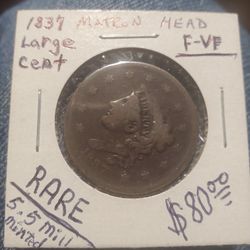 1837 MATRON HEAD
Large
Cent
F-VF
RARE
5.5 mill
minted
$80.00